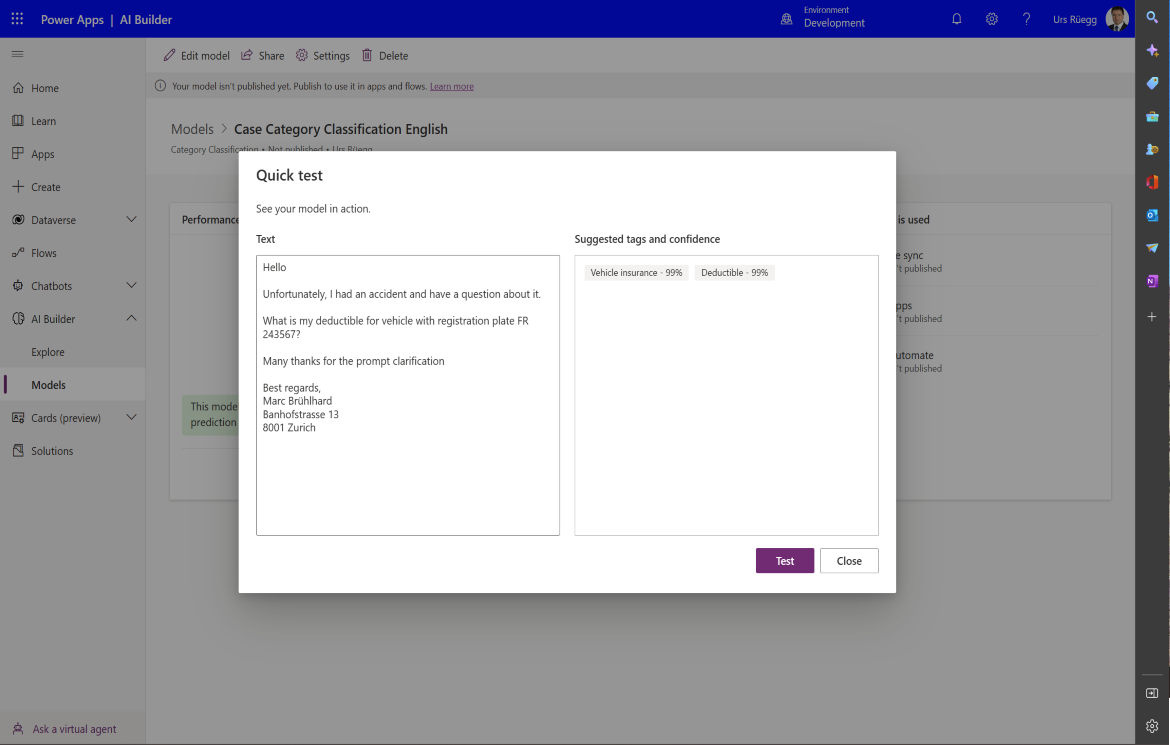 Power Apps | AI Builder
Environment
Development
Urs Rüegg
Edit model
Share
Settings
Delete
Your model isn't published yet. Publish to use it in apps and flows. Learn more
Home
Learn
Apps
Create
Dataverse
Flows
Chatbots
AI Builder
Explore
Models
Cards (preview)
Solutions
Ask a virtual agent
Models > Case Category Classification English
Category Classification • Not published • Urs Rüegg
Performance
This mode
prediction
is used
e sync
't published
pps
't published
utomate
't published
Quick test
See your model in action.
Text
Hello
Unfortunately, I had an accident and have a question about it.
What is my deductible for vehicle with registration plate FR
243567?
Many thanks for the prompt clarification
Best regards,
Marc Brühlhard
Banhofstrasse 13
8001 Zurich
Suggested tags and confidence
Vehicle insurance - 99%
Deductible - 99%
Test
Close